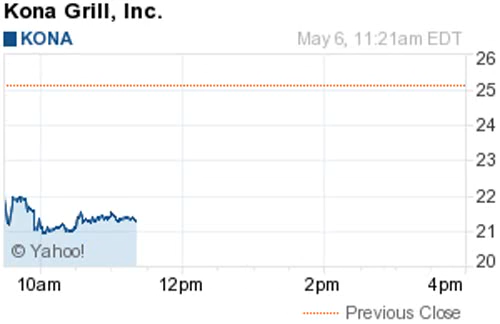 Kona Grill, Inc.
KONA
May 6, 11:21am EDT
26
25
24
23
22
21
20
© Yahoo!
10am 12pm 2pm 4pm
Previous Close